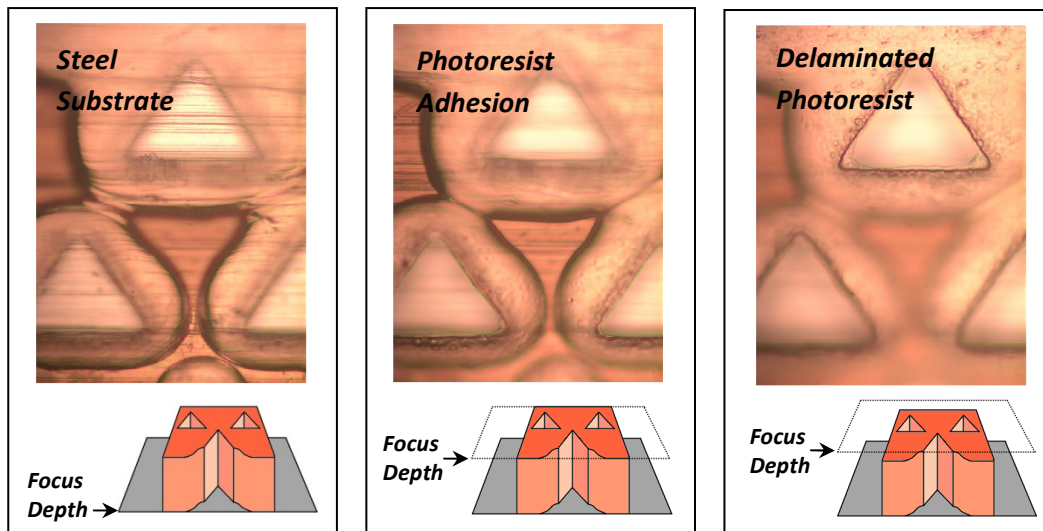 Steel
Substrate
Photoresist
Adhesion
Delaminated
Photoresist
Focus
Depth
Focus
Depth
Focus
Depth